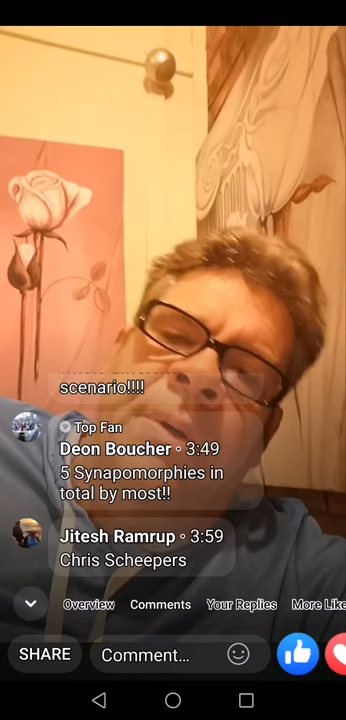 scenario!!!!
Top Fan
Deon Boucher • 3:49
5 Synapomorphies in
total by most!!
Jitesh Ramrup • 3:59
Chris Scheepers
Overview Comments Your Replies More Like
SHARE Comment...